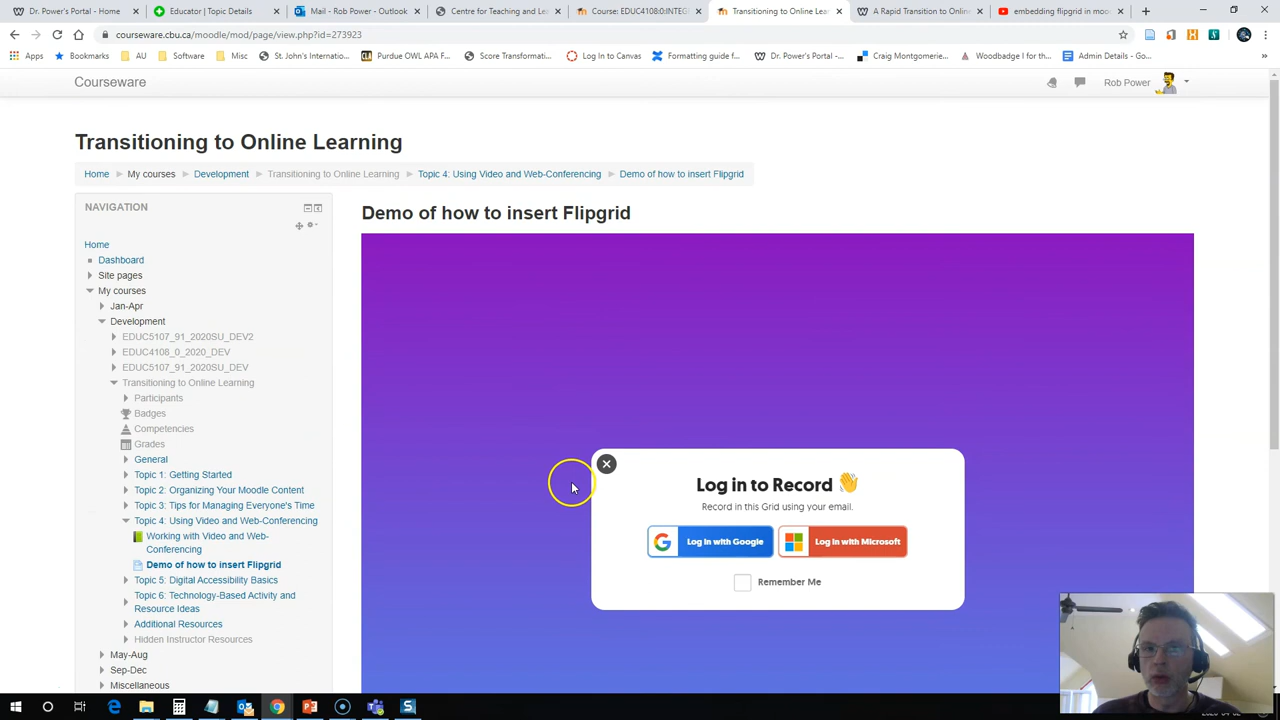 Dr. Power's Portal - Home
Educator | Topic Details
Mail - Rob Power - Outlook
Centre for Teaching and Lea
Course: EDUC4108:0:INTEG
Transitioning to Online Lea
A Rapid Transition to Online
embedding flipgrid in mood
courseware.cbu.ca/moodle/mod/page/view.php?id=273923
Apps
Bookmarks
AU
Software
Misc
St. John's Internatio...
Purdue OWL APA F...
Score Transformati...
Log In to Canvas
Formatting guide f...
Dr. Power's Portal -...
Craig Montgomerie...
Woodbadge I for th...
Admin Details - Go...
Courseware
Rob Power
Transitioning to Online Learning
Home
My courses
Development
Transitioning to Online Learning
Topic 4: Using Video and Web-Conferencing
Demo of how to insert Flipgrid
NAVIGATION
Home
Dashboard
Site pages
My courses
Jan-Apr
Development
EDUC5107_91_2020SU_DEV2
EDUC4108_0_2020_DEV
EDUC5107_91_2020SU_DEV
Transitioning to Online Learning
Participants
Badges
Competencies
Grades
General
Topic 1: Getting Started
Topic 2: Organizing Your Moodle Content
Topic 3: Tips for Managing Everyone's Time
Topic 4: Using Video and Web-Conferencing
Working with Video and Web-
Conferencing
Demo of how to insert Flipgrid
Topic 5: Digital Accessibility Basics
Topic 6: Technology-Based Activity and
Resource Ideas
Additional Resources
Hidden Instructor Resources
May-Aug
Sep-Dec
Miscellaneous
Demo of how to insert Flipgrid
Log in to Record 👋
Record in this Grid using your email.
Log in with Google
Log in with Microsoft
Remember Me